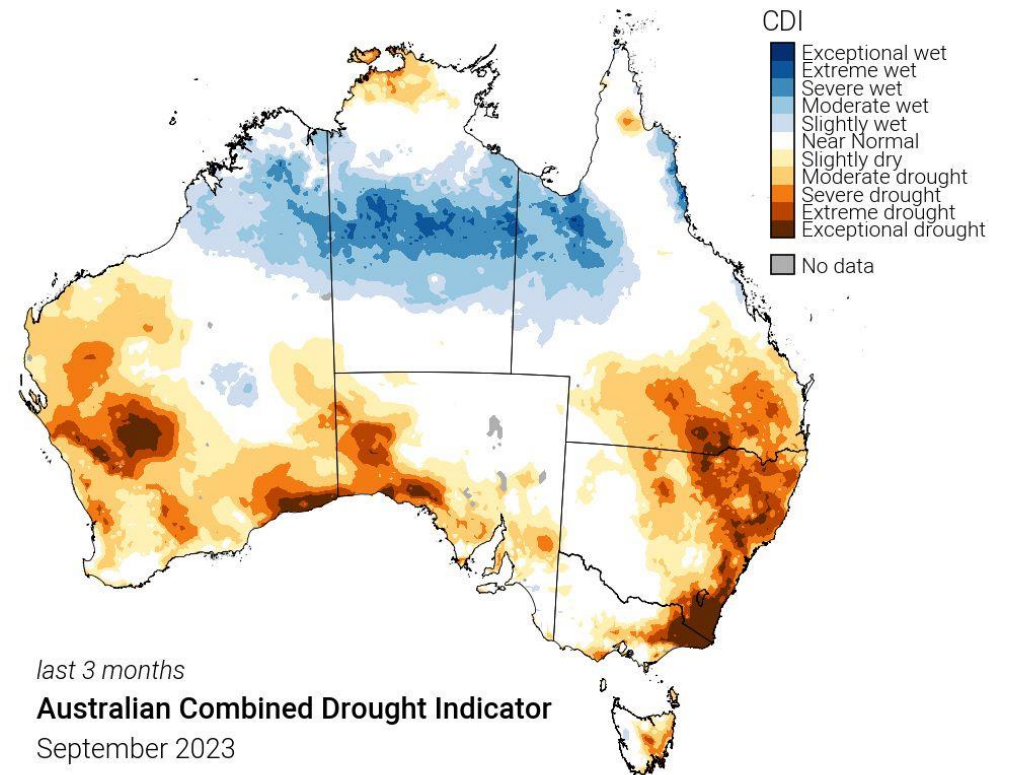 CDI
Exceptional wet
Extreme wet
Severe wet
Moderate wet
Slightly wet
Near Normal
Slightly dry
Moderate drought
Severe drought
Extreme drought
Exceptional drought
No data
last 3 months
Australian Combined Drought Indicator
September 2023